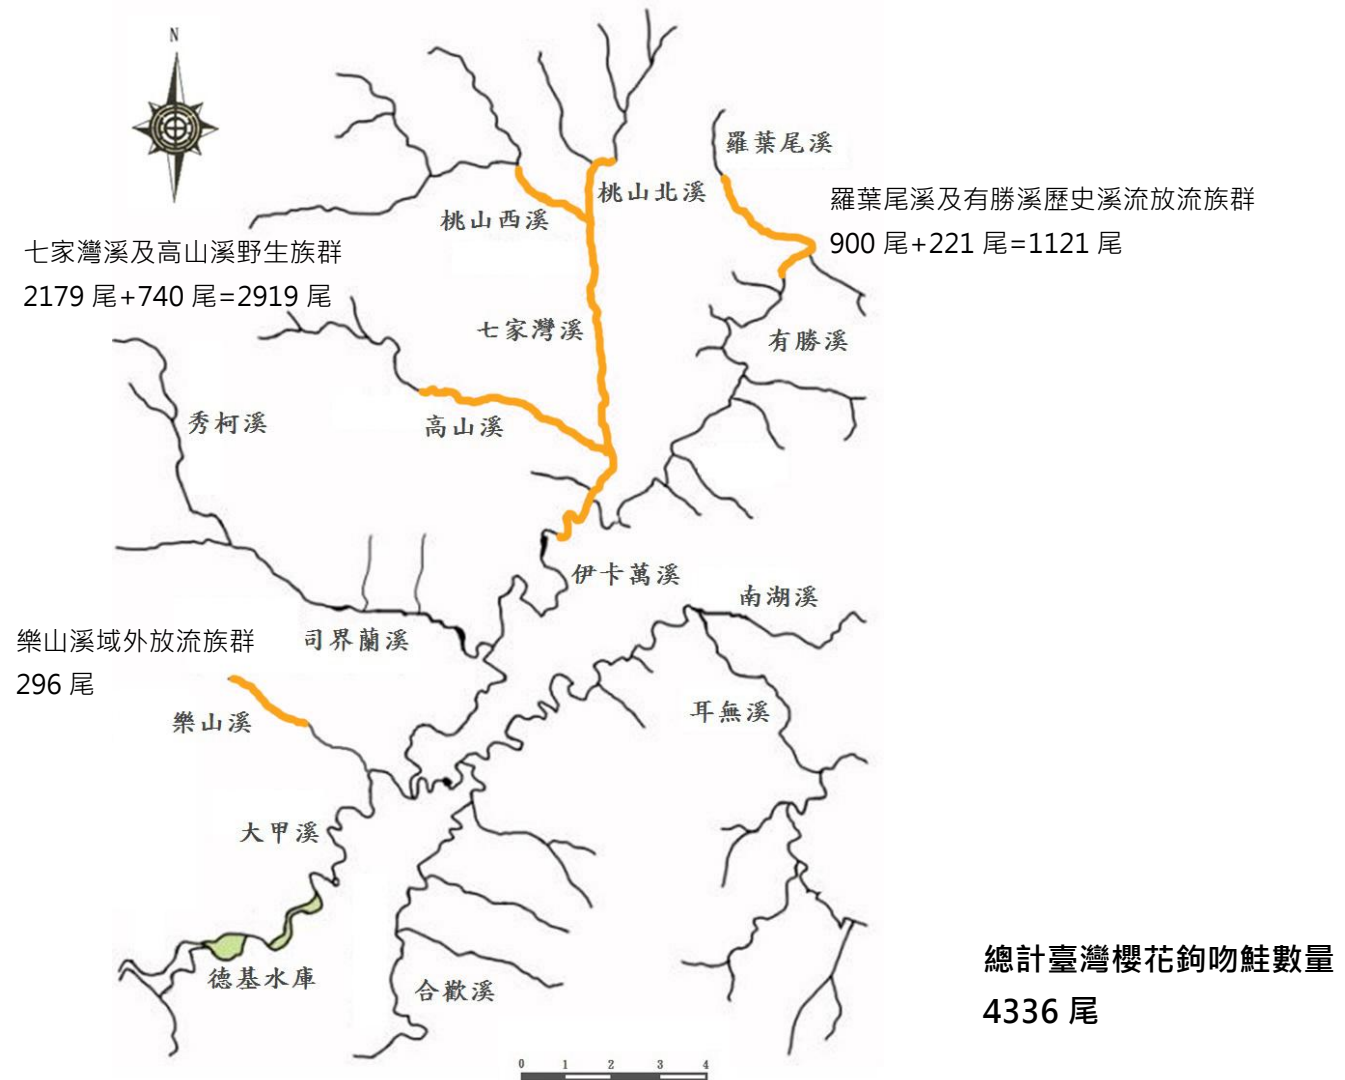 N
羅葉尾溪
桃山北溪
桃山西溪
羅葉尾溪及有勝溪歷史溪流放流族群
900 尾+221 尾=1121 尾
七家灣溪及高山溪野生族群
2179 尾+740 尾=2919 尾
七家灣溪
有勝溪
秀柯溪
高山溪
伊卡萬溪
南湖溪
司界蘭溪
樂山溪域外放流族群
296 尾
樂山溪
耳無溪
大甲溪
德基水庫
合歡溪
總計臺灣櫻花鉤吻鮭數量
4336 尾
0 1 2 3 4